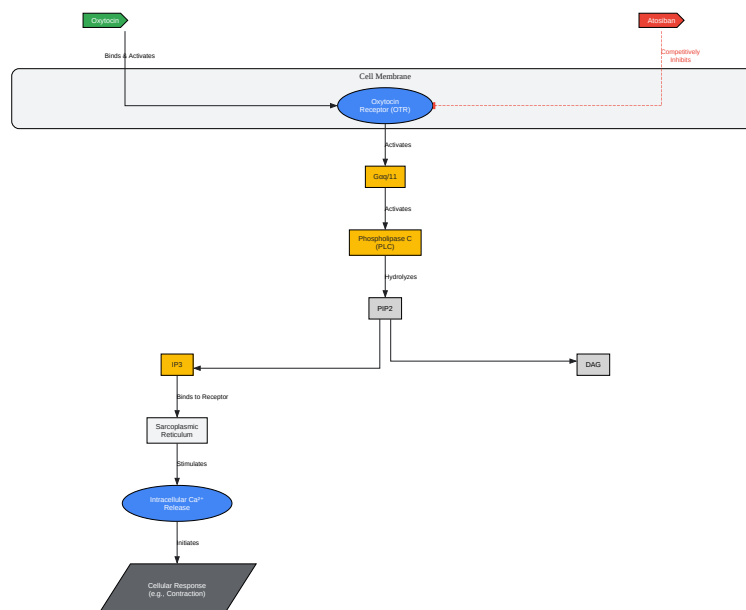 Oxytocin
Atosiban
Binds & Activates
Competitively
Inhibits
Cell Membrane
Oxytocin
Receptor (OTR)
Activates
Gαq/11
Activates
Phospholipase C
(PLC)
Hydrolyzes
PIP2
IP3
DAG
Binds to Receptor
Sarcoplasmic
Reticulum
Stimulates
Intracellular Ca²⁺
Release
Initiates
Cellular Response
(e.g., Contraction)